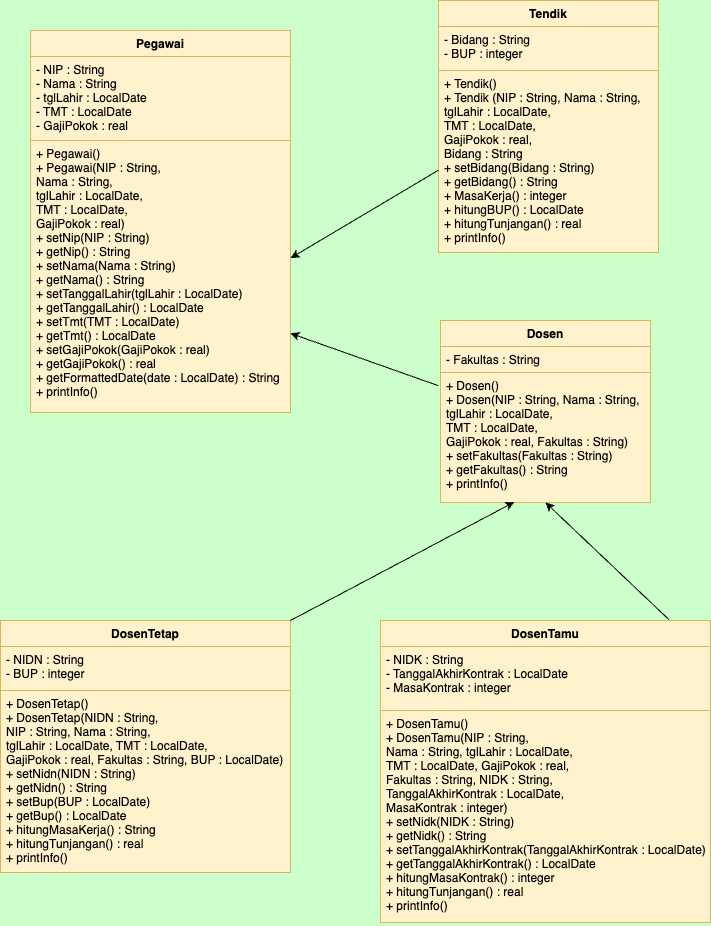 Pegawai
- NIP : String
- Nama : String
- tglLahir : LocalDate
- TMT : LocalDate
- GajiPokok : real
+ Pegawai()
+ Pegawai(NIP : String,
Nama : String,
tglLahir : LocalDate,
TMT : LocalDate,
GajiPokok : real)
+ setNip(NIP : String)
+ getNip() : String
+ setNama(Nama : String)
+ getNama() : String
+ setTanggalLahir(tglLahir : LocalDate)
+ getTanggalLahir() : LocalDate
+ setTmt(TMT : LocalDate)
+ getTmt() : LocalDate
+ setGajiPokok(GajiPokok : real)
+ getGajiPokok() : real
+ getFormattedDate(date : LocalDate) : String
+ printInfo()
Tendik
- Bidang : String
- BUP : integer
+ Tendik()
+ Tendik (NIP : String, Nama : String,
tglLahir : LocalDate,
TMT : LocalDate,
GajiPokok : real,
Bidang : String
+ setBidang(Bidang : String)
+ getBidang() : String
+ MasaKerja() : integer
+ hitungBUP() : LocalDate
+ hitungTunjangan() : real
+ printInfo()
Dosen
- Fakultas : String
+ Dosen()
+ Dosen(NIP : String, Nama : String,
tglLahir : LocalDate,
TMT : LocalDate,
GajiPokok : real, Fakultas : String)
+ setFakultas(Fakultas : String)
+ getFakultas() : String
+ printInfo()
DosenTetap
- NIDN : String
- BUP : integer
+ DosenTetap()
+ DosenTetap(NIDN : String,
NIP : String, Nama : String,
tglLahir : LocalDate, TMT : LocalDate,
GajiPokok : real, Fakultas : String, BUP : LocalDate)
+ setNidn(NIDN : String)
+ getNidn() : String
+ setBup(BUP : LocalDate)
+ getBup() : LocalDate
+ hitungMasaKerja() : String
+ hitungTunjangan() : real
+ printInfo()
DosenTamu
- NIDK : String
- TanggalAkhirKontrak : LocalDate
- MasaKontrak : integer
+ DosenTamu()
+ DosenTamu(NIP : String,
Nama : String, tglLahir : LocalDate,
TMT : LocalDate, GajiPokok : real,
Fakultas : String, NIDK : String,
TanggalAkhirKontrak : LocalDate,
MasaKontrak : integer)
+ setNidk(NIDK : String)
+ getNidk() : String
+ setTanggalAkhirKontrak(TanggalAkhirKontrak : LocalDate)
+ getTanggalAkhirKontrak() : LocalDate
+ hitungMasaKontrak() : integer
+ hitungTunjangan() : real
+ printInfo()